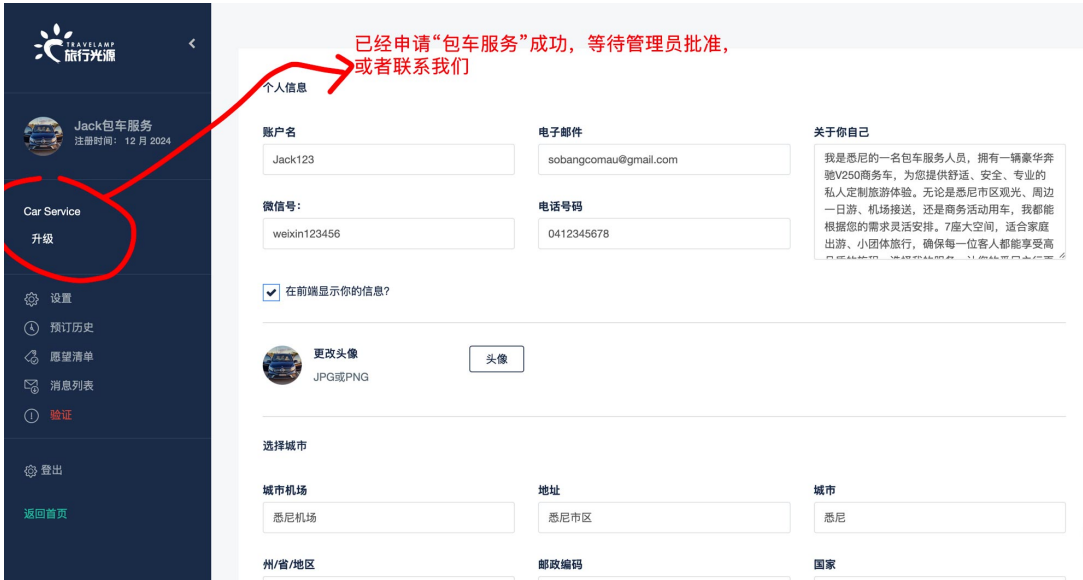 TRAVELAMP
旅行光源
Jack包车服务
注册时间： 12 月 2024
Car Service
升级
设置
预订历史
愿望清单
消息列表
验证
登出
返回首页
已经申请“包车服务”成功，等待管理员批准，
或者联系我们
个人信息
账户名
Jack123
电子邮件
sobangcomau@gmail.com
关于你自己
我是悉尼的一名包车服务人员，拥有一辆豪华奔
驰V250商务车，为您提供舒适、安全、专业的
私人定制旅游体验。无论是悉尼市区观光、周边
一日游、机场接送，还是商务活动用车，我都能
根据您的需求灵活安排。7座大空间，适合家庭
出游、小团体旅行，确保每一位客人都能享受高
微信号：
weixin123456
电话号码
0412345678
在前端显示你的信息?
更改头像
JPG或PNG
头像
选择城市
城市机场
悉尼机场
地址
悉尼市区
城市
悉尼
州/省/地区
邮政编码
国家